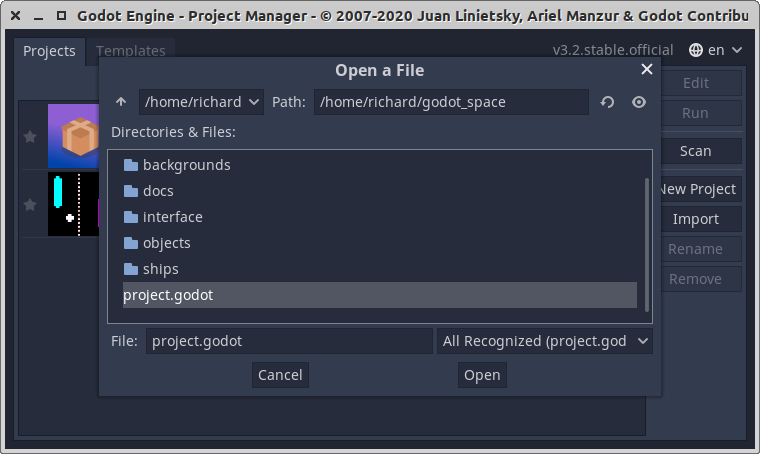 Godot Engine - Project Manager - © 2007-2020 Juan Linietsky, Ariel Manzur & Godot Contribu
Projects
Templates
v3.2.stable.official
en
Open a File
Edit
/home/richard
Path:
/home/richard/godot_space
Run
Directories & Files:
Scan
backgrounds
docs
New Project
interface
Import
objects
Rename
ships
Remove
project.godot
File:
project.godot
All Recognized (project.god
Cancel
Open